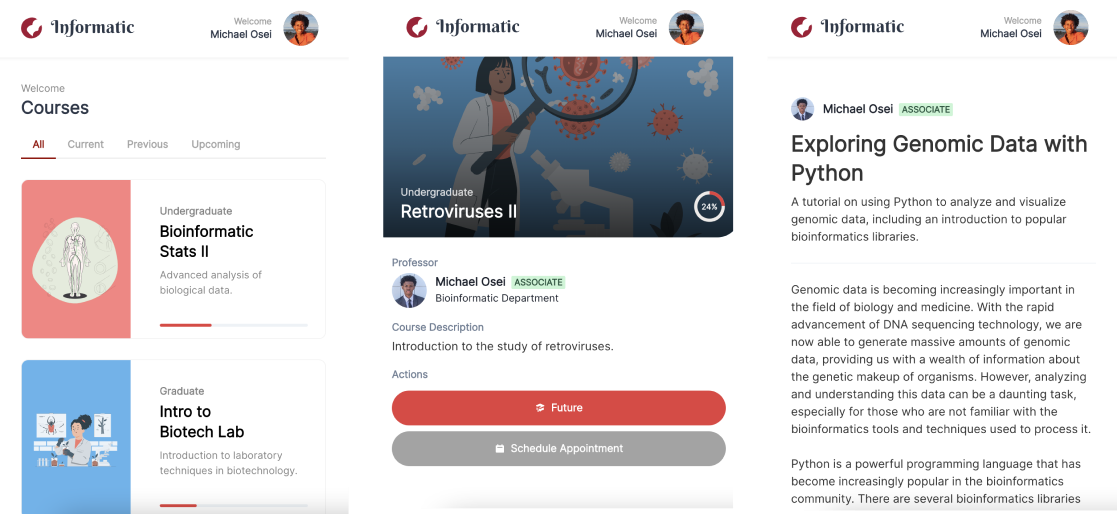 Informatic
Welcome
Michael Osei
Welcome
Courses
All
Current
Previous
Upcoming
Undergraduate
Bioinformatic
Stats II
Advanced analysis of
biological data.
Graduate
Intro to
Biotech Lab
Introduction to laboratory
techniques in biotechnology.
Informatic
Welcome
Michael Osei
Undergraduate
Retroviruses II
24%
Professor
Michael Osei ASSOCIATE
Bioinformatic Department
Course Description
Introduction to the study of retroviruses.
Actions
Future
Schedule Appointment
Informatic
Welcome
Michael Osei
Michael Osei ASSOCIATE
Exploring Genomic Data with
Python
A tutorial on using Python to analyze and visualize
genomic data, including an introduction to popular
bioinformatics libraries.
Genomic data is becoming increasingly important in
the field of biology and medicine. With the rapid
advancement of DNA sequencing technology, we are
now able to generate massive amounts of genomic
data, providing us with a wealth of information about
the genetic makeup of organisms. However, analyzing
and understanding this data can be a daunting task,
especially for those who are not familiar with the
bioinformatics tools and techniques used to process it.
Python is a powerful programming language that has
become increasingly popular in the bioinformatics
community. There are several bioinformatics libraries